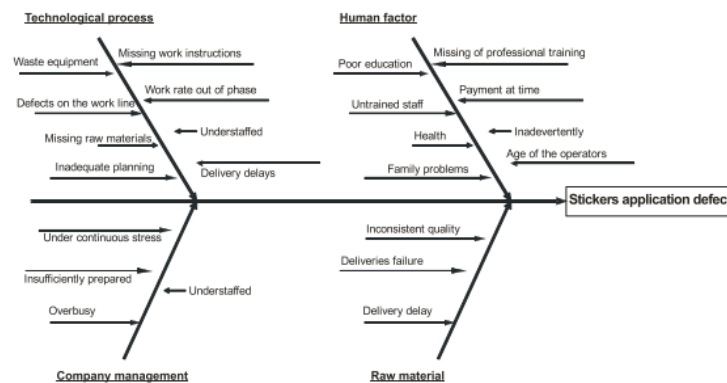 Technological process
Human factor
Missing work instructions
Missing of professional training
Waste equipment
Poor education
Work rate out of phase
Payment at time
Defects on the work line
Untrained staff
Understaffed
Inadevertently
Missing raw materials
Health
Age of the operators
Inadequate planning
Delivery delays
Family problems
Stickers application defec
Under continuous stress
Inconsistent quality
Deliveries failure
Insufficiently prepared
Understaffed
Overbusy
Delivery delay
Company management
Raw material